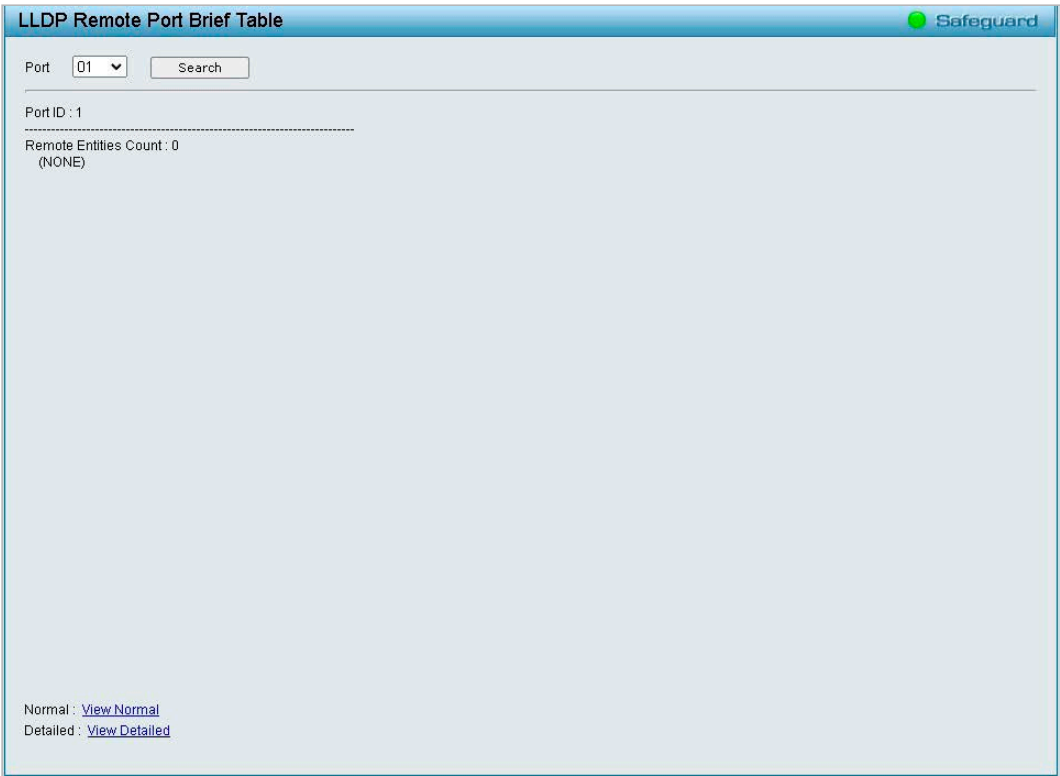 LLDP Remote Port Brief Table
Safeguard
Port 01 Search
Port ID : 1
--------------------------------------------------------------------------
Remote Entities Count : 0
(NONE)
Normal : View Normal
Detailed : View Detailed